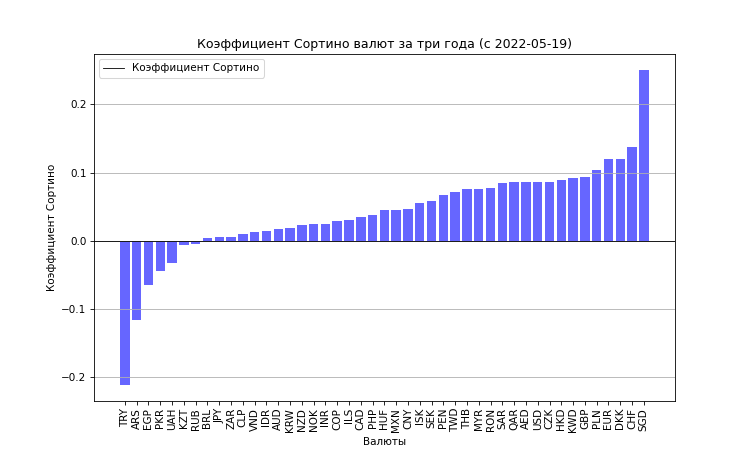 Коэффициент Сортино валют за три года (с 2022-05-19)
Коэффициент Сортино
Коэффициент Сортино
0.2
0.1
0.0
−0.1
−0.2
TRY
ARS
EGP
PKR
UAH
KZT
RUB
BRL
JPY
ZAR
CLP
VND
IDR
AUD
KRW
NZD
NOK
INR
COP
ILS
CAD
PHP
HUF
MXN
CNY
ISK
SEK
PEN
TWD
THB
MYR
RON
SAR
QAR
AED
USD
CZK
HKD
KWD
GBP
PLN
EUR
DKK
CHF
SGD
Валюты